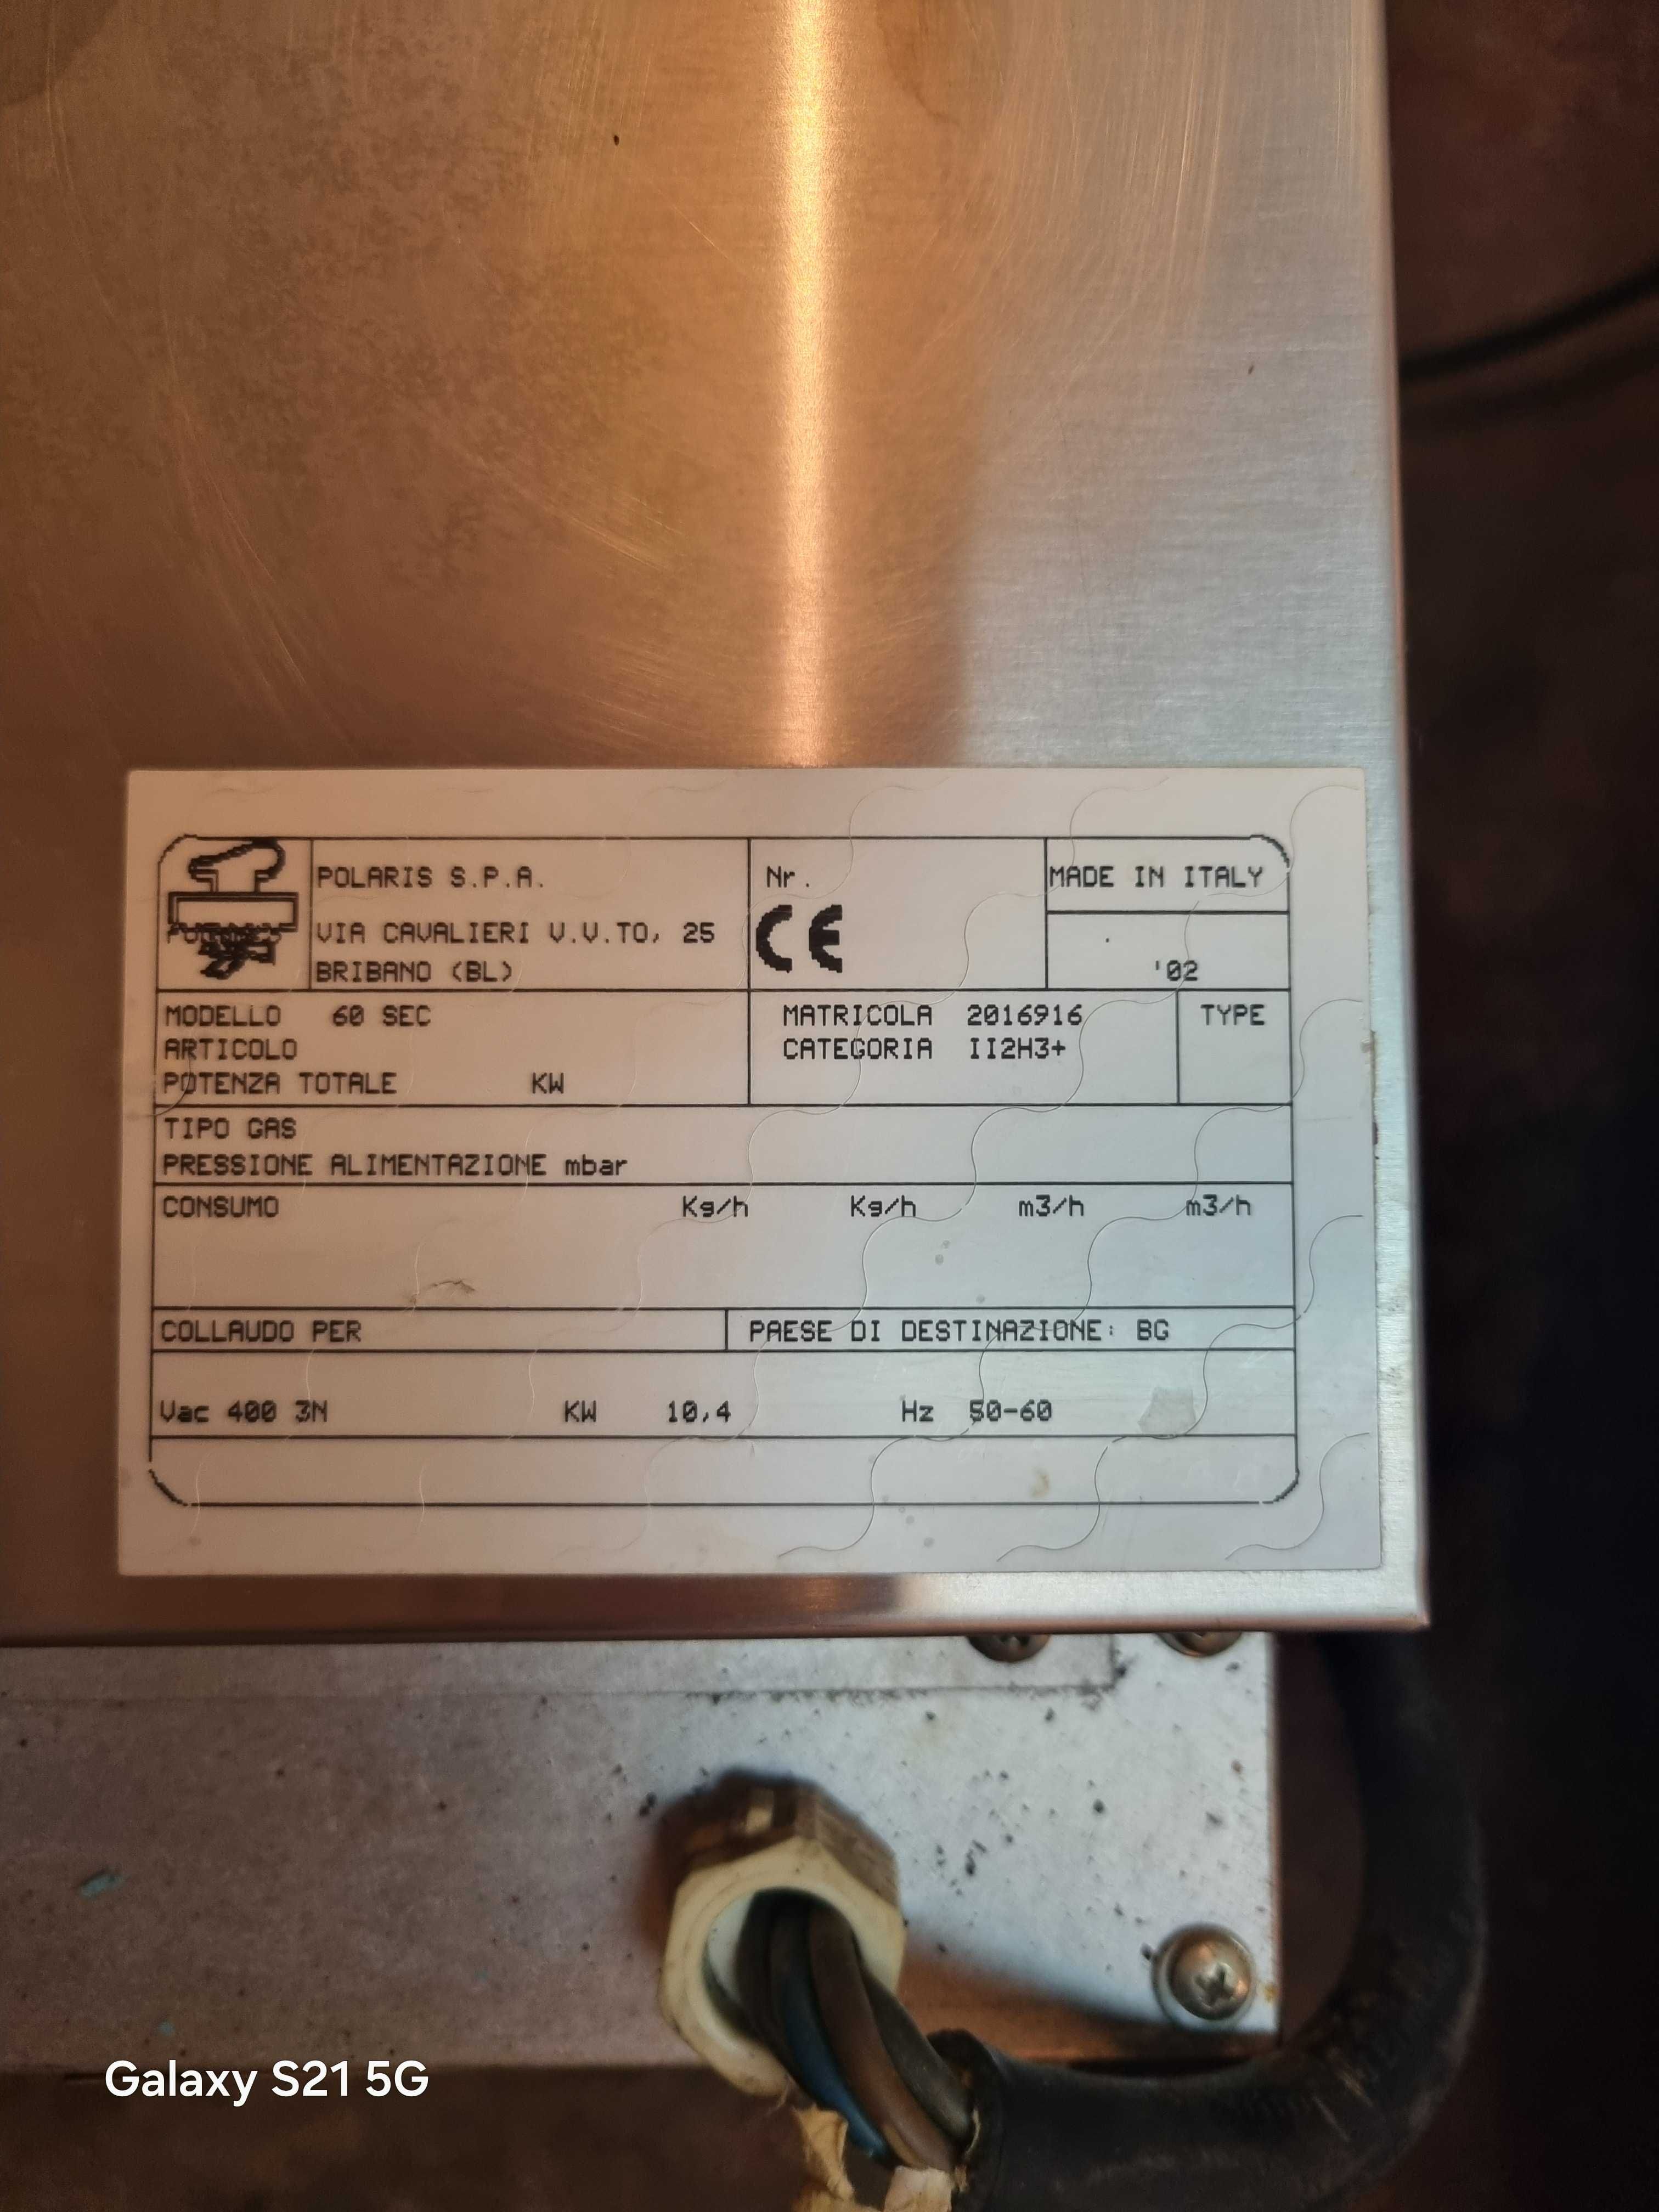 POLARIS S.P.A.
VIA CAVALIERI V.V.TO, 25
BRIBANO (BL)
Nr.
CE
MADE IN ITALY
'02
MODELLO 60 SEC
ARTICOLO
POTENZA TOTALE KW
MATRICOLA 2016916
CATEGORIA II2H3+
TYPE
TIPO GAS
PRESSIONE ALIMENTAZIONE mbar
CONSUMO Kg/h Kg/h m3/h m3/h
COLLAUDO PER
PAESE DI DESTINAZIONE: BG
Vac 400 3N KW 10,4 Hz 50-60
Galaxy S21 5G